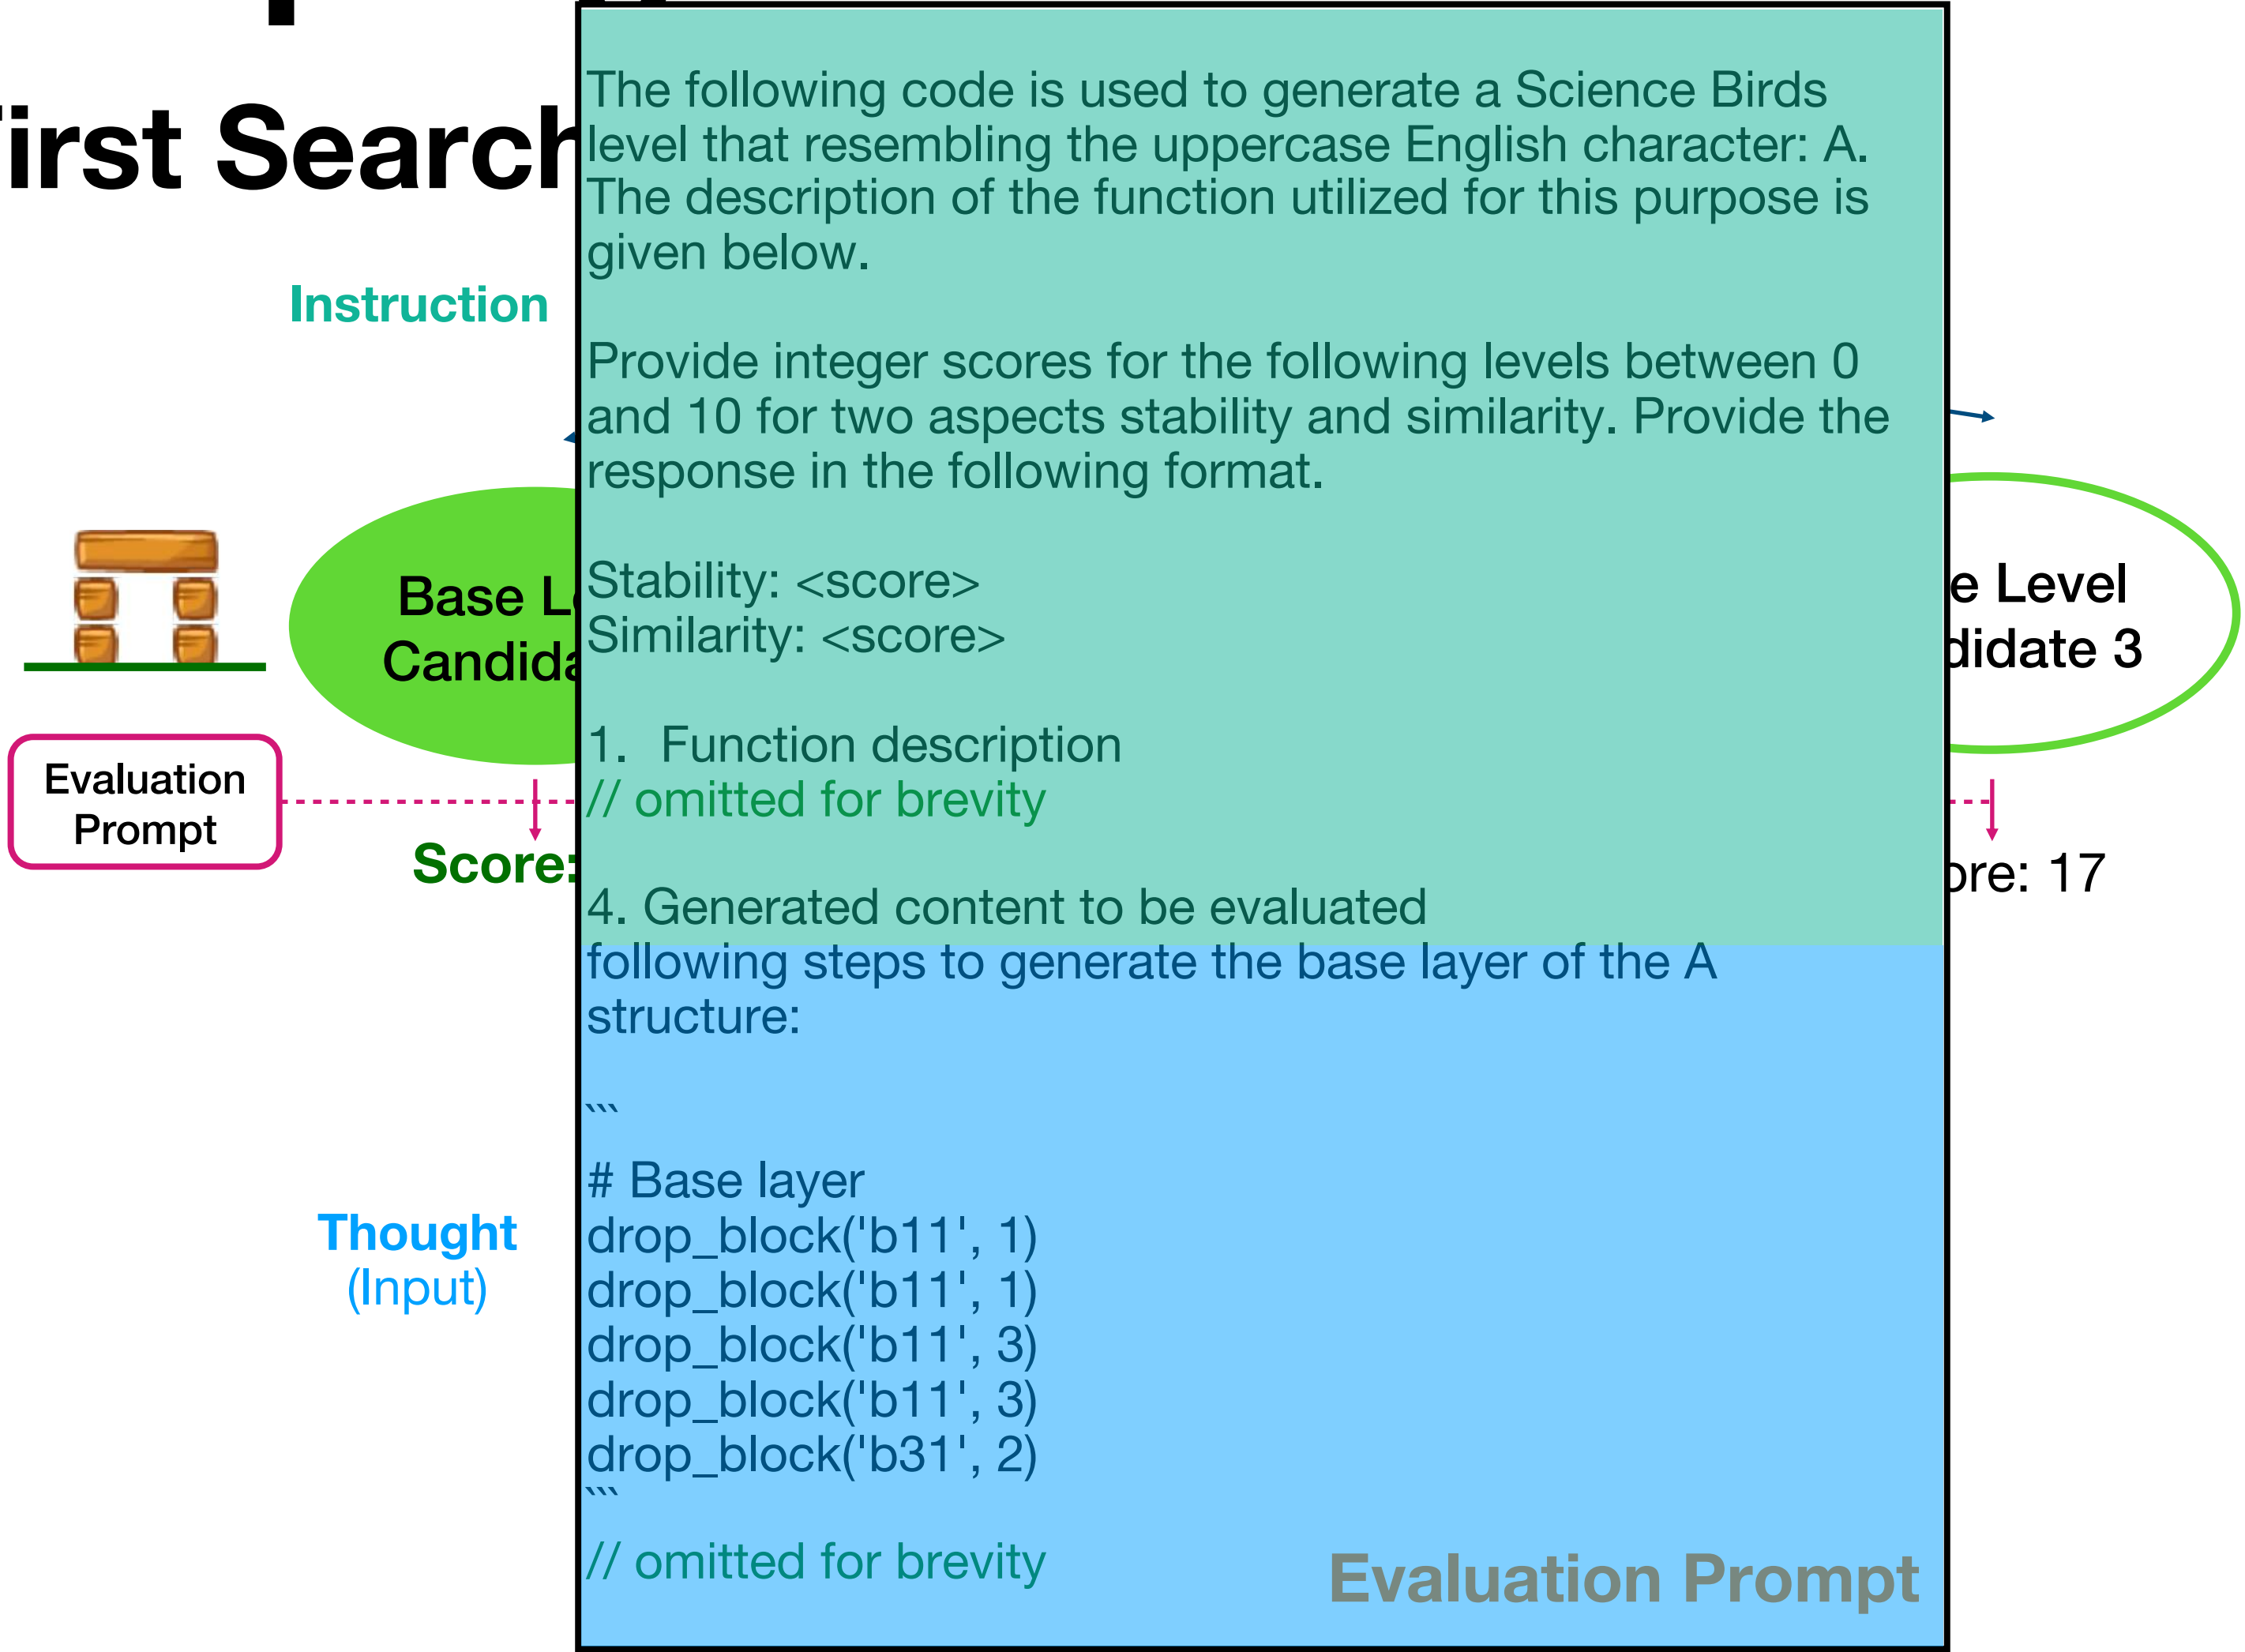 irst Search
Instruction
The following code is used to generate a Science Birds
level that resembling the uppercase English character: A.
The description of the function utilized for this purpose is
given below.
Provide integer scores for the following levels between 0
and 10 for two aspects stability and similarity. Provide the
response in the following format.
Stability: <score>
Similarity: <score>
1. Function description
// omitted for brevity
4. Generated content to be evaluated
following steps to generate the base layer of the A
structure:
```
# Base layer
drop_block('b11', 1)
drop_block('b11', 1)
drop_block('b11', 3)
drop_block('b11', 3)
drop_block('b31', 2)
```
// omitted for brevity
Evaluation Prompt
Base L
Candida
e Level
didate 3
Evaluation
Prompt
Score:
ore: 17
Thought
(Input)